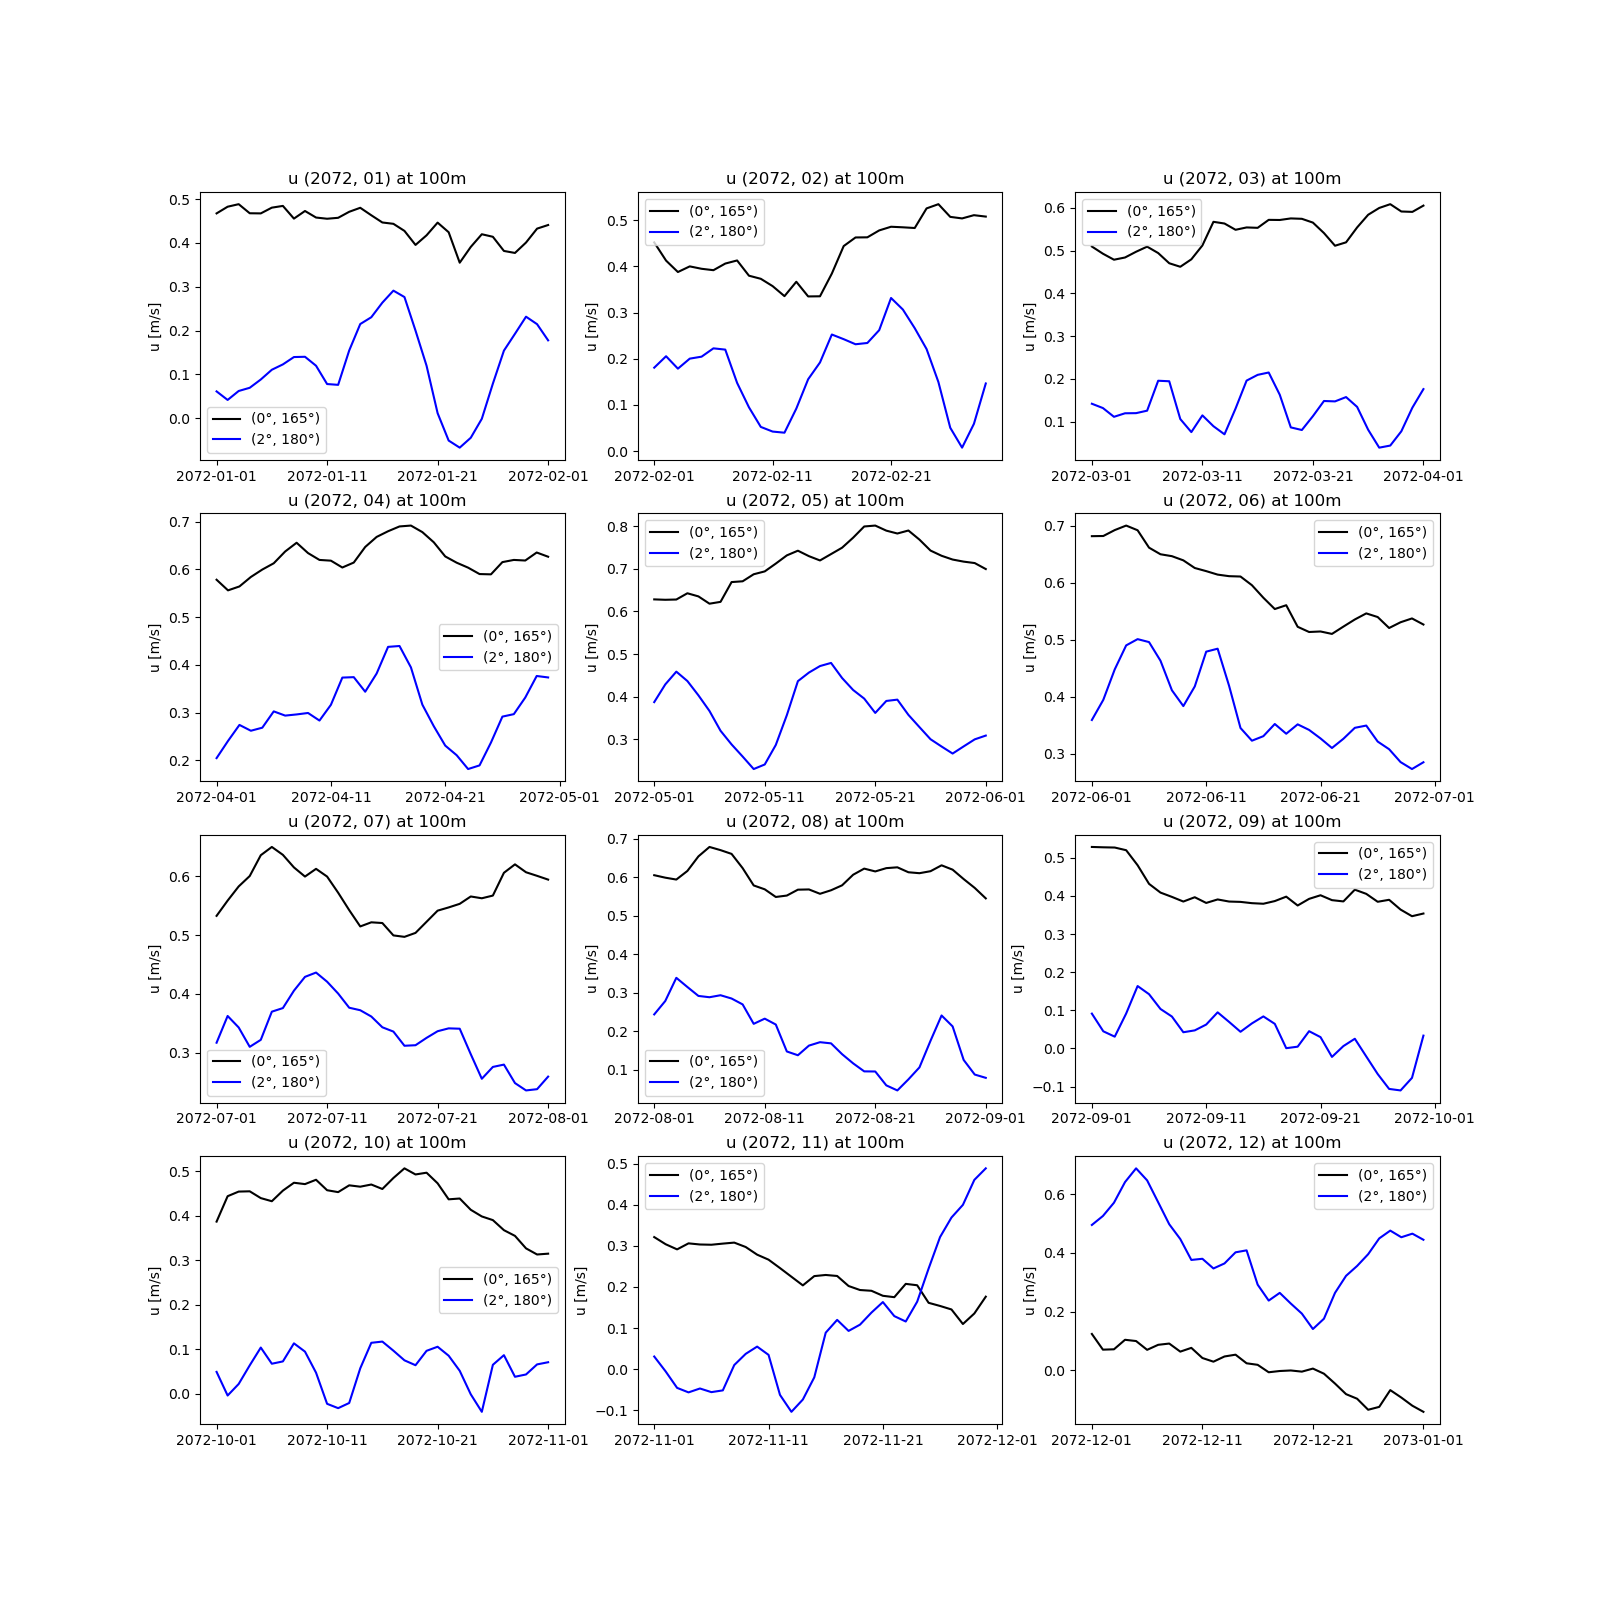 u (2072, 01) at 100m
u [m/s]
0.5
0.4
0.3
0.2
0.1
0.0
(0°, 165°)
(2°, 180°)
2072-01-01 2072-01-11 2072-01-21 2072-02-01
u (2072, 02) at 100m
u [m/s]
0.5
0.4
0.3
0.2
0.1
0.0
(0°, 165°)
(2°, 180°)
2072-02-01 2072-02-11 2072-02-21
u (2072, 03) at 100m
u [m/s]
0.6
0.5
0.4
0.3
0.2
0.1
(0°, 165°)
(2°, 180°)
2072-03-01 2072-03-11 2072-03-21 2072-04-01
u (2072, 04) at 100m
u [m/s]
0.7
0.6
0.5
0.4
0.3
0.2
(0°, 165°)
(2°, 180°)
2072-04-01 2072-04-11 2072-04-21 2072-05-01
u (2072, 05) at 100m
u [m/s]
0.8
0.7
0.6
0.5
0.4
0.3
(0°, 165°)
(2°, 180°)
2072-05-01 2072-05-11 2072-05-21 2072-06-01
u (2072, 06) at 100m
u [m/s]
0.7
0.6
0.5
0.4
0.3
(0°, 165°)
(2°, 180°)
2072-06-01 2072-06-11 2072-06-21 2072-07-01
u (2072, 07) at 100m
u [m/s]
0.6
0.5
0.4
0.3
(0°, 165°)
(2°, 180°)
2072-07-01 2072-07-11 2072-07-21 2072-08-01
u (2072, 08) at 100m
u [m/s]
0.7
0.6
0.5
0.4
0.3
0.2
0.1
(0°, 165°)
(2°, 180°)
2072-08-01 2072-08-11 2072-08-21 2072-09-01
u (2072, 09) at 100m
u [m/s]
0.5
0.4
0.3
0.2
0.1
0.0
−0.1
(0°, 165°)
(2°, 180°)
2072-09-01 2072-09-11 2072-09-21 2072-10-01
u (2072, 10) at 100m
u [m/s]
0.5
0.4
0.3
0.2
0.1
0.0
(0°, 165°)
(2°, 180°)
2072-10-01 2072-10-11 2072-10-21 2072-11-01
u (2072, 11) at 100m
u [m/s]
0.5
0.4
0.3
0.2
0.1
0.0
−0.1
(0°, 165°)
(2°, 180°)
2072-11-01 2072-11-11 2072-11-21 2072-12-01
u (2072, 12) at 100m
u [m/s]
0.6
0.4
0.2
0.0
(0°, 165°)
(2°, 180°)
2072-12-01 2072-12-11 2072-12-21 2073-01-01